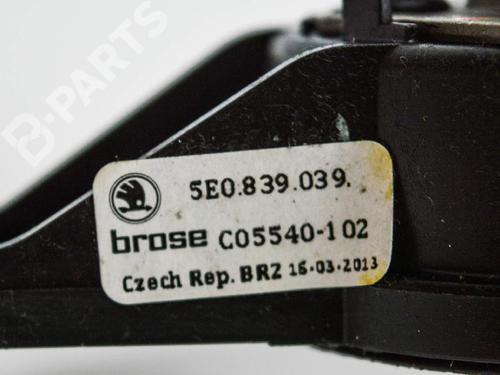 B-PARTS
5E0.839.039.
brose C05540-102
Czech Rep. BRZ 16-03-2013